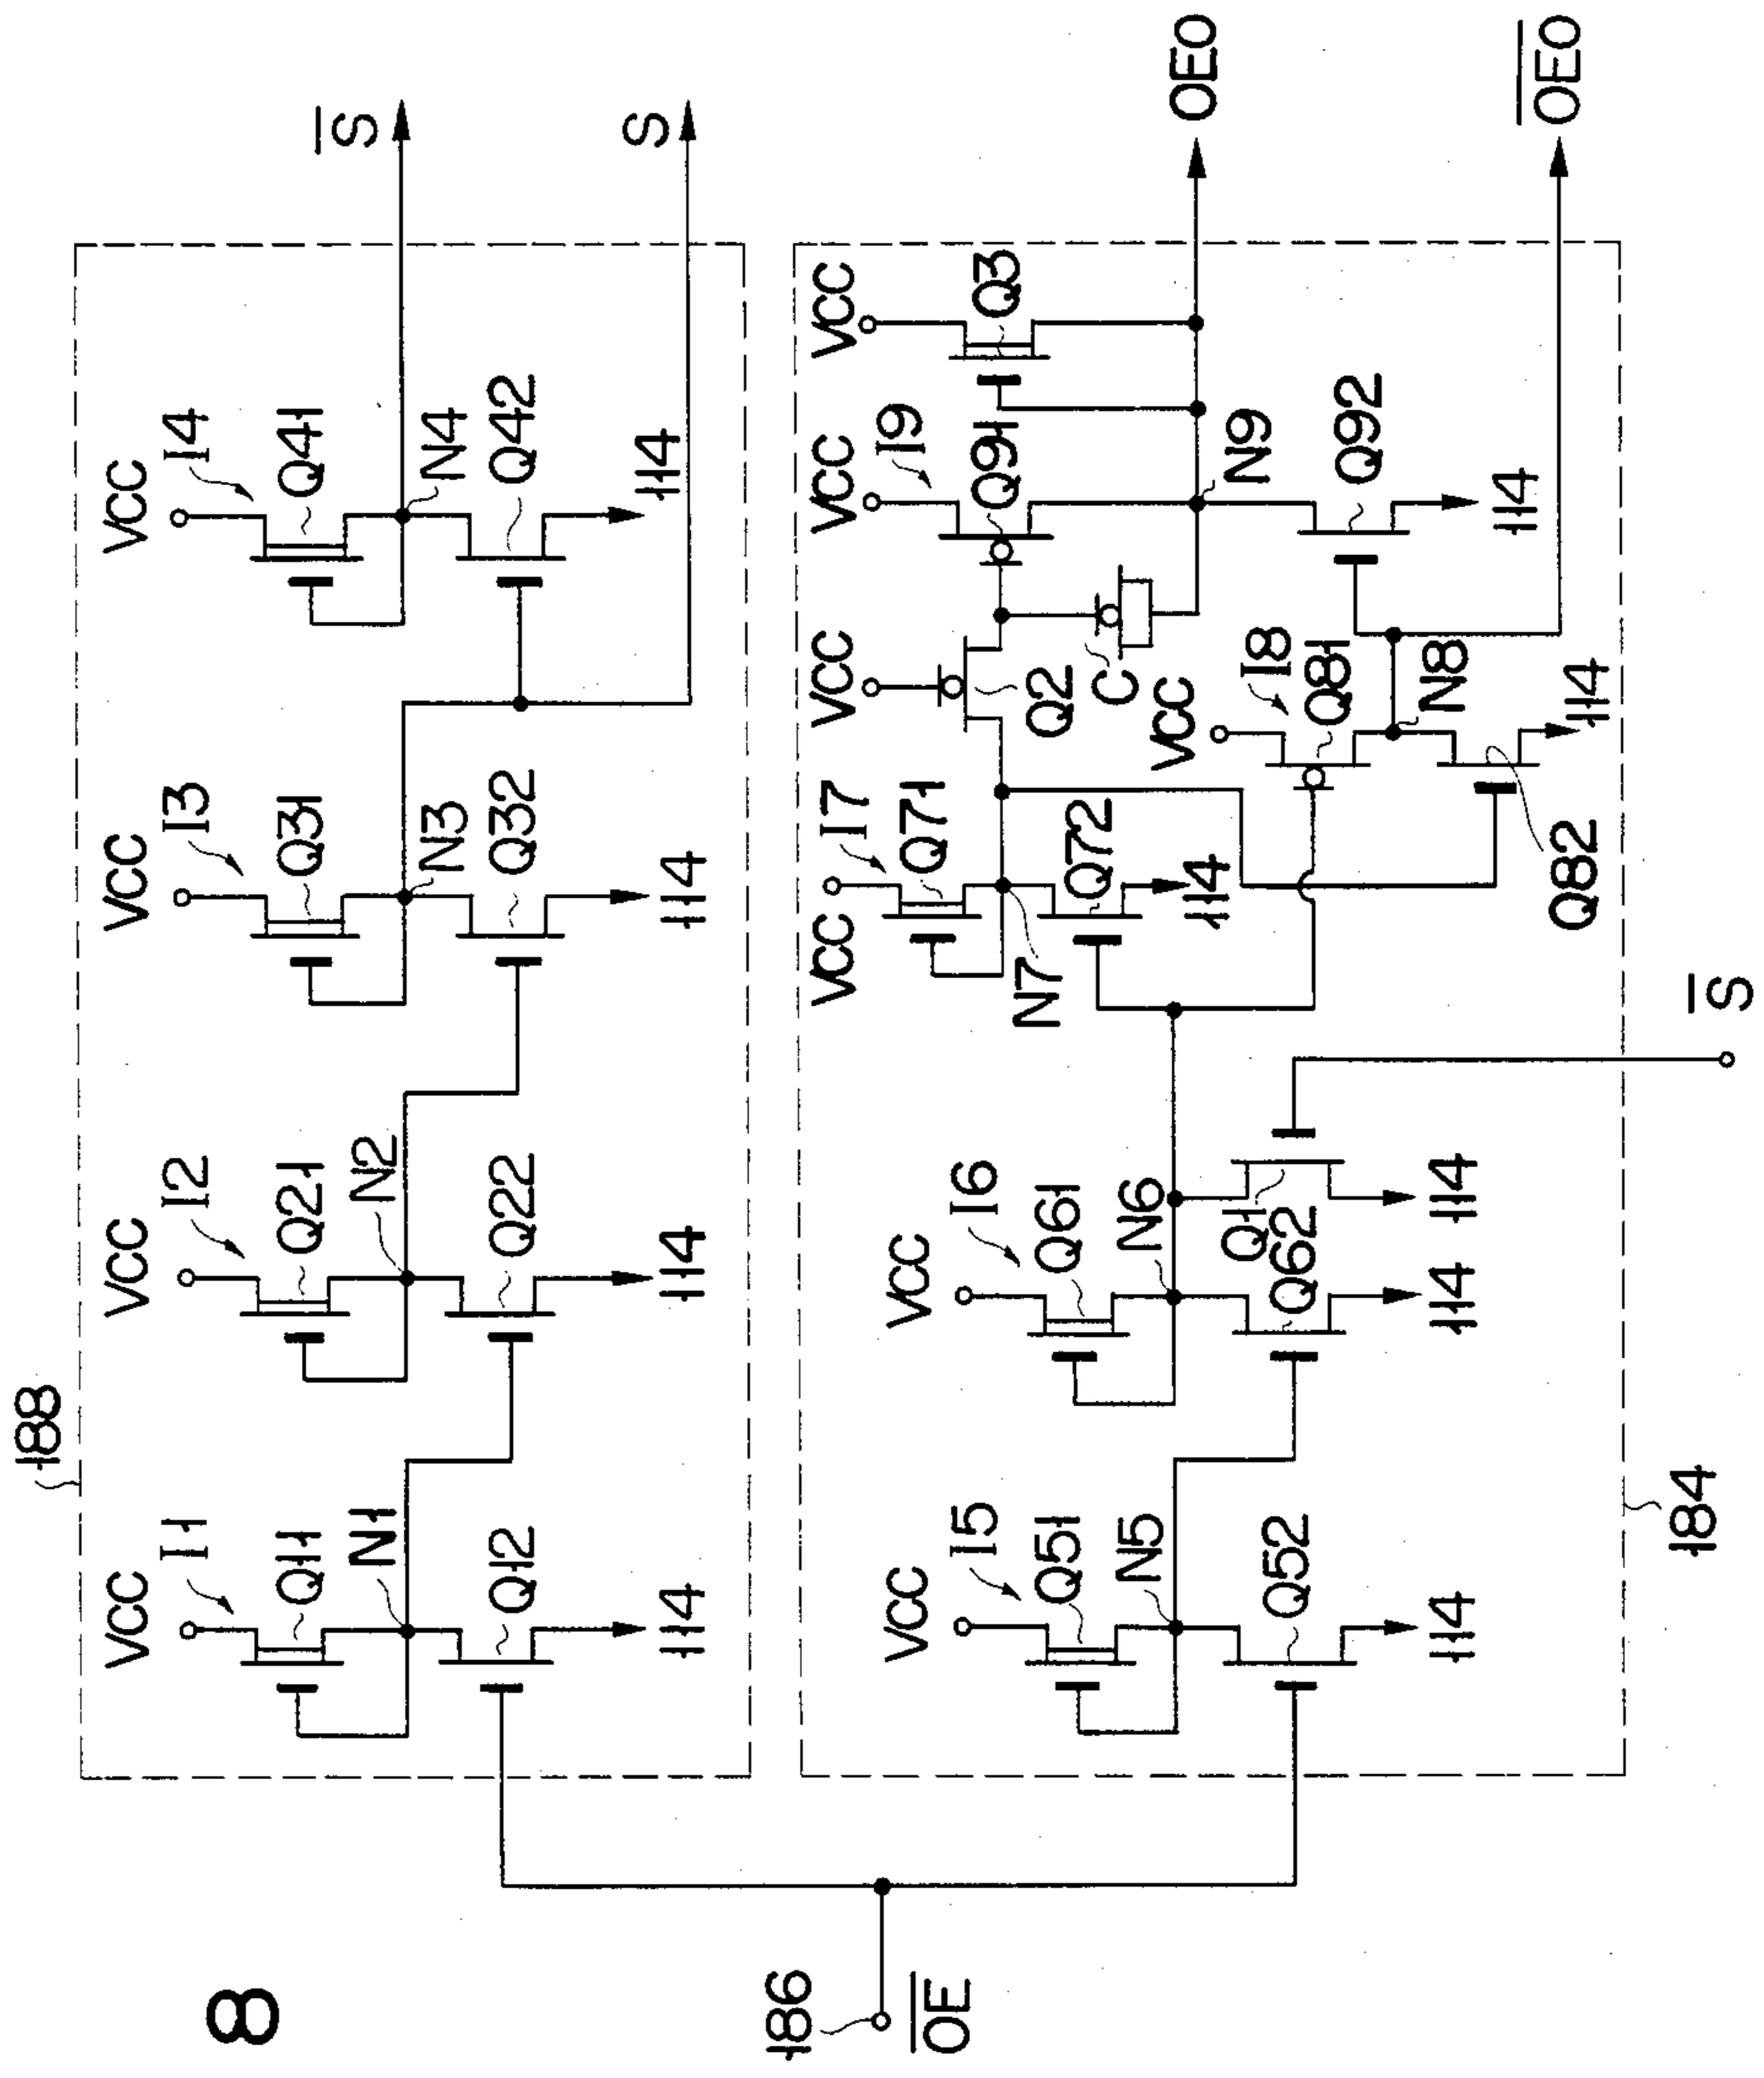 8
188
VCC
I1
Q11
N1
Q12
114
VCC
I2
Q21
N2
Q22
114
VCC
I3
Q31
N3
Q32
114
VCC
I4
Q41
N4
Q42
114
S̅
S
186
O̅E̅
184
VCC
I5
Q51
N5
Q52
114
VCC
I6
Q61
N6
Q62
114
Q1
114
S̅
VCC
I7
Q71
N7
Q72
114
VCC
Q2
C
VCC
I8
Q81
N8
Q82
114
VCC
I9
Q91
N9
Q92
114
VCC
Q3
OEO
O̅E̅O̅